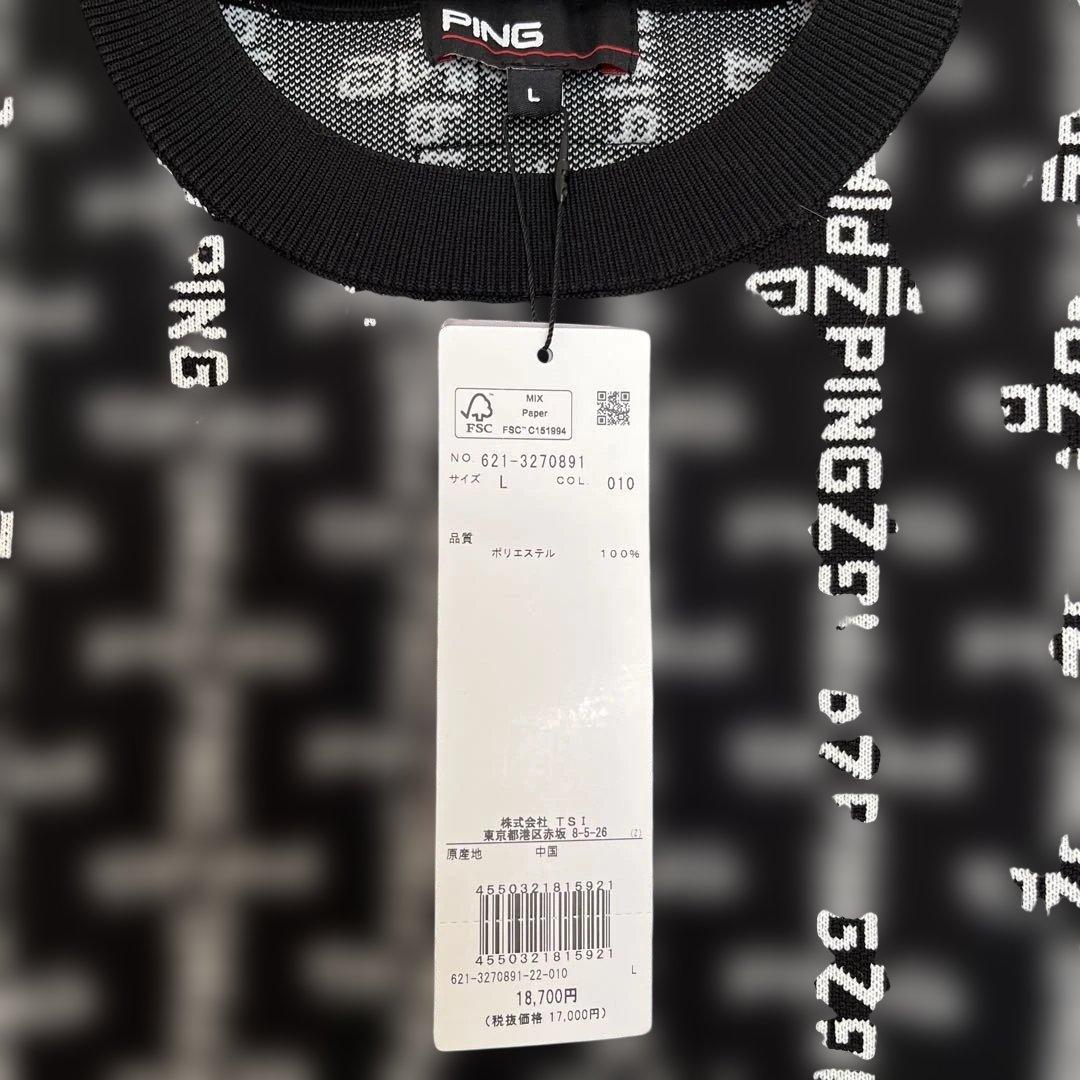 PING
L
PING
PINGZPINGZ
MIX
Paper
FSC™ C151994
FSC
NO. 621-3270891
サイズ L COL. 010
品質
ポリエステル 100%
株式会社 TSI
東京都港区赤坂 8-5-26 (Z)
原産地 中国
4550321815921
4550321815921
621-3270891-22-010 L
18,700円
(税抜価格 17,000円)